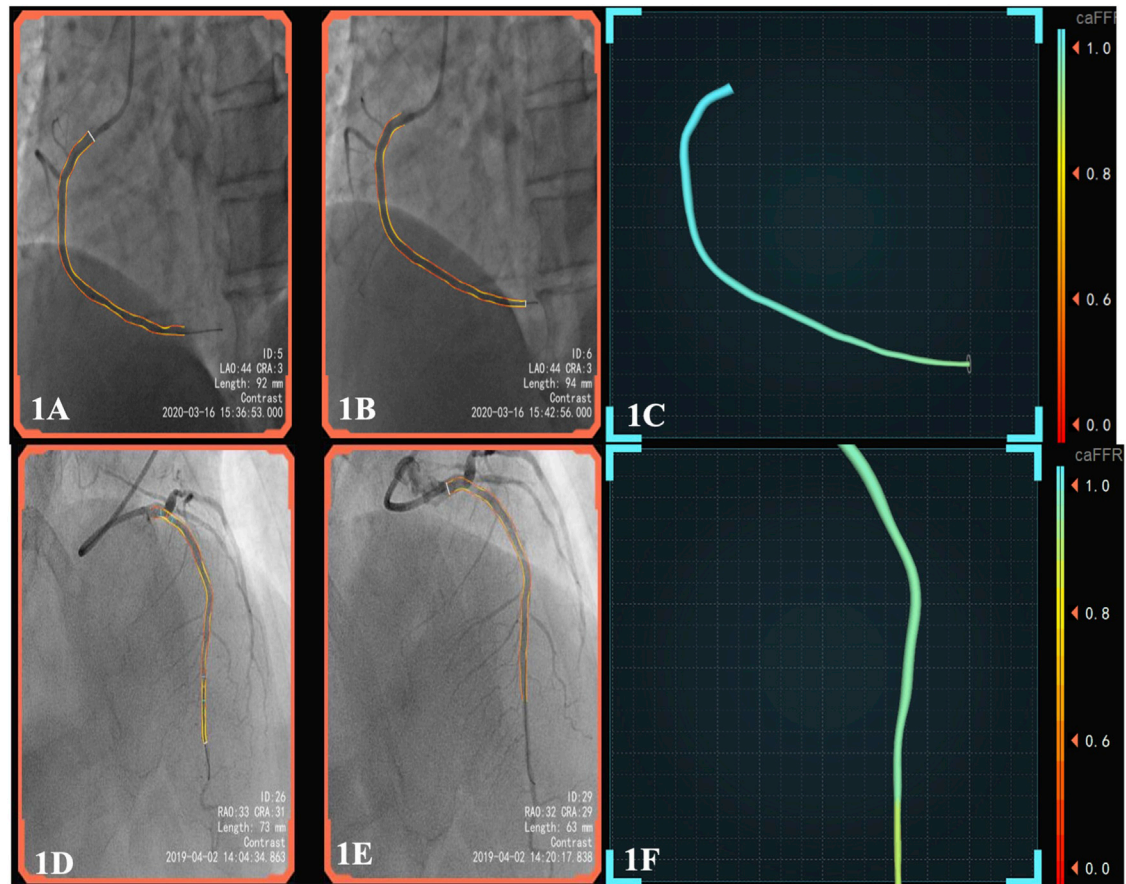 caFF
1.0
0.8
0.6
0.0
ID:5
LAO:44 CRA:3
Length: 92 mm
Contrast
2020-03-16 15:36:53.000
1A
ID:6
LAO:44 CRA:3
Length: 94 mm
Contrast
2020-03-16 15:42:56.000
1B
1C
caFFR
1.0
0.8
0.6
0.0
ID:26
RAO:33 CRA:31
Length: 73 mm
Contrast
2019-04-02 14:04:34.863
1D
ID:29
RAO:32 CRA:29
Length: 63 mm
Contrast
2019-04-02 14:20:17.838
1E
1F